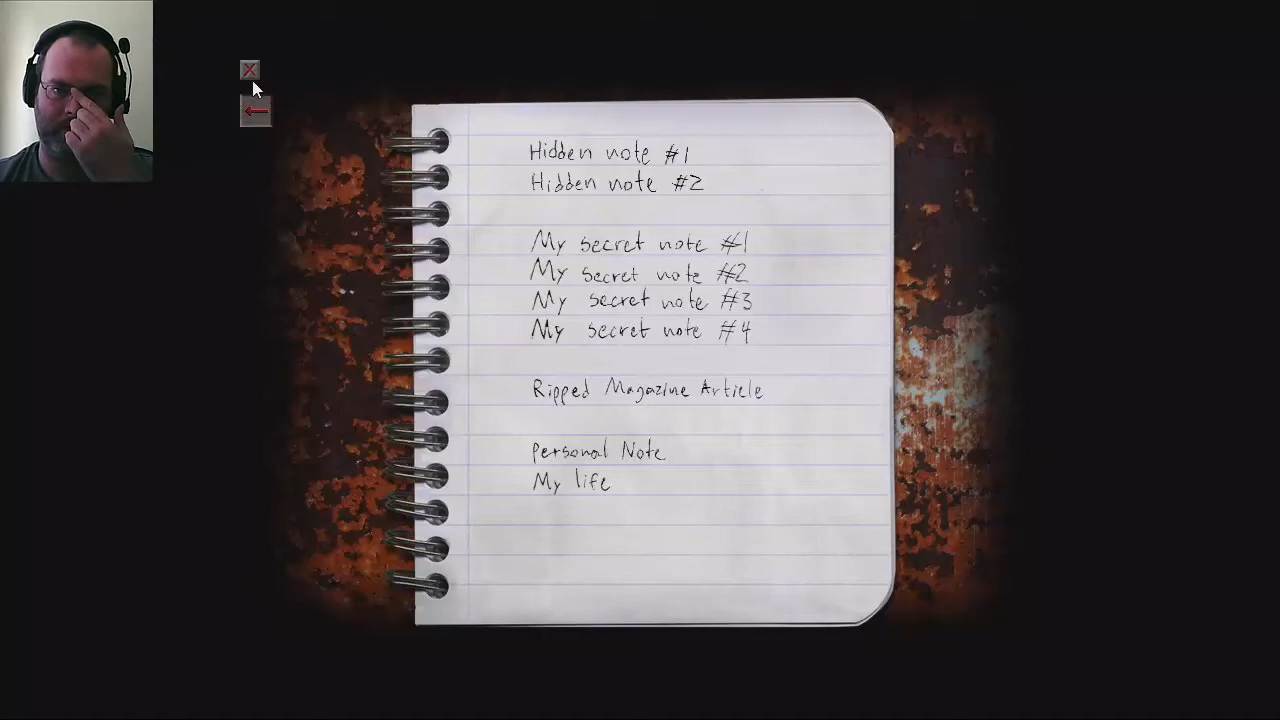 Hidden note #1
Hidden note #2
My secret note #1
My secret note #2
My secret note #3
My secret note #4
Ripped Magazine Article
Personal Note
My life